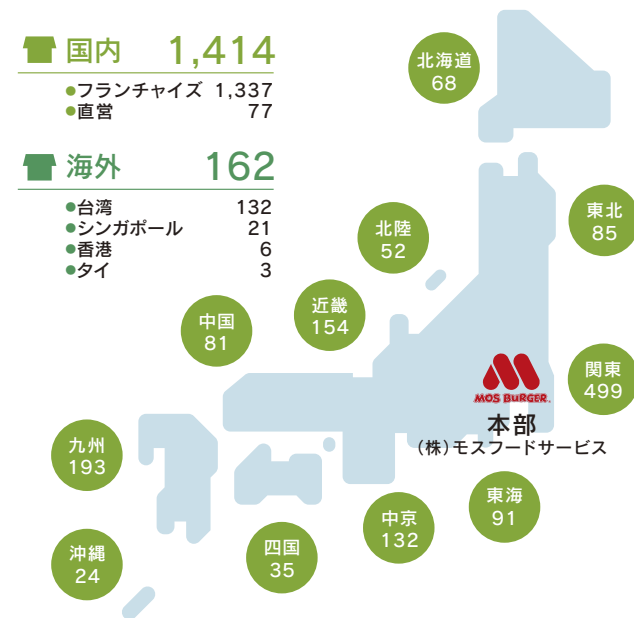 国内 1,414
●フランチャイズ 1,337
●直営 77
海外 162
●台湾 132
●シンガポール 21
●香港 6
●タイ 3
北海道
68
東北
85
北陸
52
近畿
154
中国
81
関東
499
MOS BURGER.
本部
(株)モスフードサービス
九州
193
東海
91
中京
132
四国
35
沖縄
24